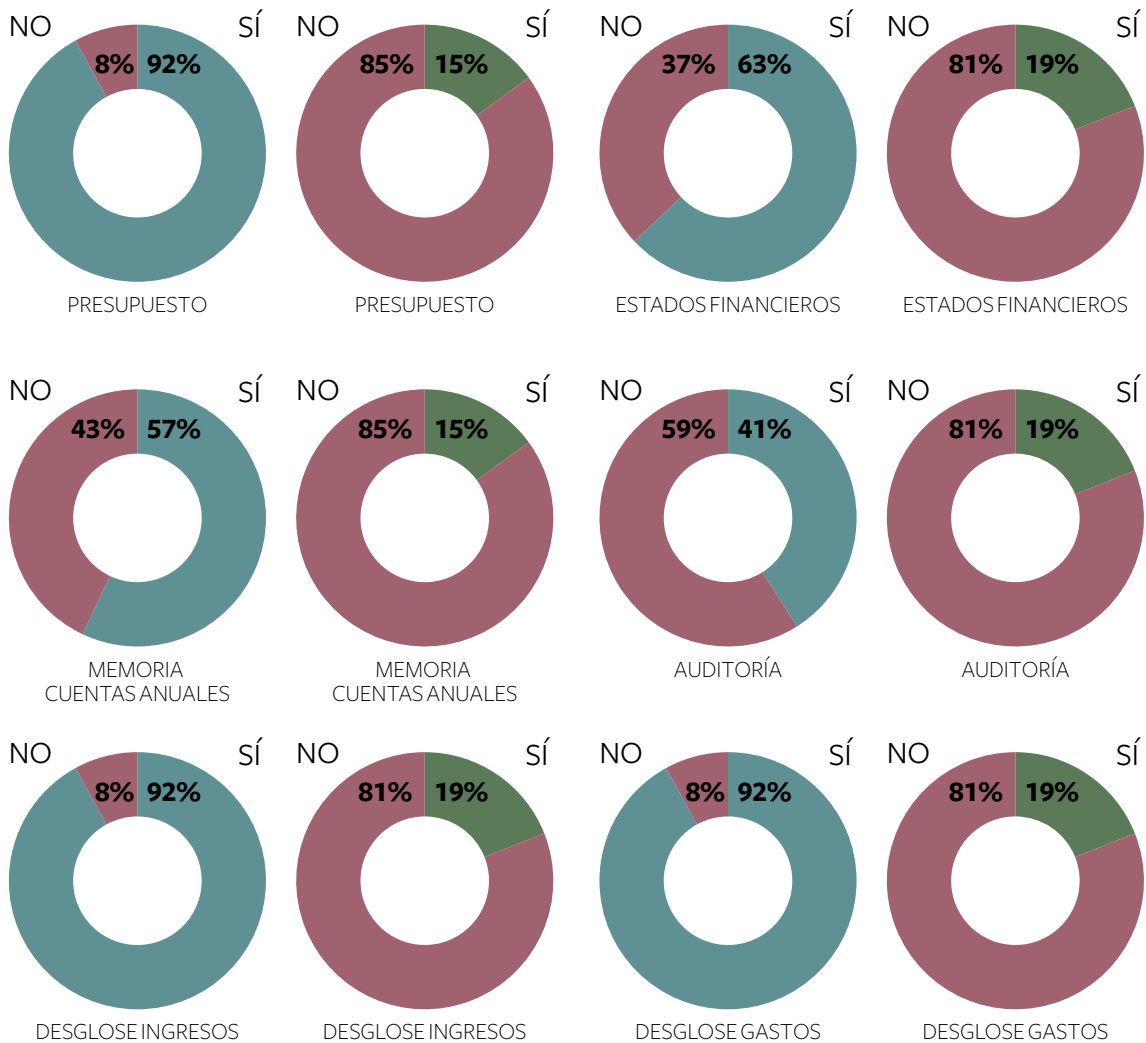 NO SÍ NO SÍ NO SÍ NO SÍ
8% 92% 85% 15% 37% 63% 81% 19%
PRESUPUESTO PRESUPUESTO ESTADOS FINANCIEROS ESTADOS FINANCIEROS
NO SÍ NO SÍ NO SÍ NO SÍ
43% 57% 85% 15% 59% 41% 81% 19%
MEMORIA MEMORIA AUDITORÍA AUDITORÍA
CUENTAS ANUALES CUENTAS ANUALES
NO SÍ NO SÍ NO SÍ NO SÍ
8% 92% 81% 19% 8% 92% 81% 19%
DESGLOSE INGRESOS DESGLOSE INGRESOS DESGLOSE GASTOS DESGLOSE GASTOS